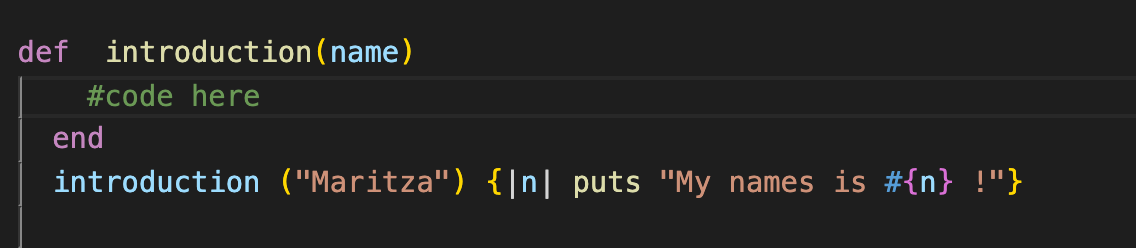 def  introduction(name)
    #code here
  end
  introduction ("Maritza") {|n| puts "My names is #{n} !"}